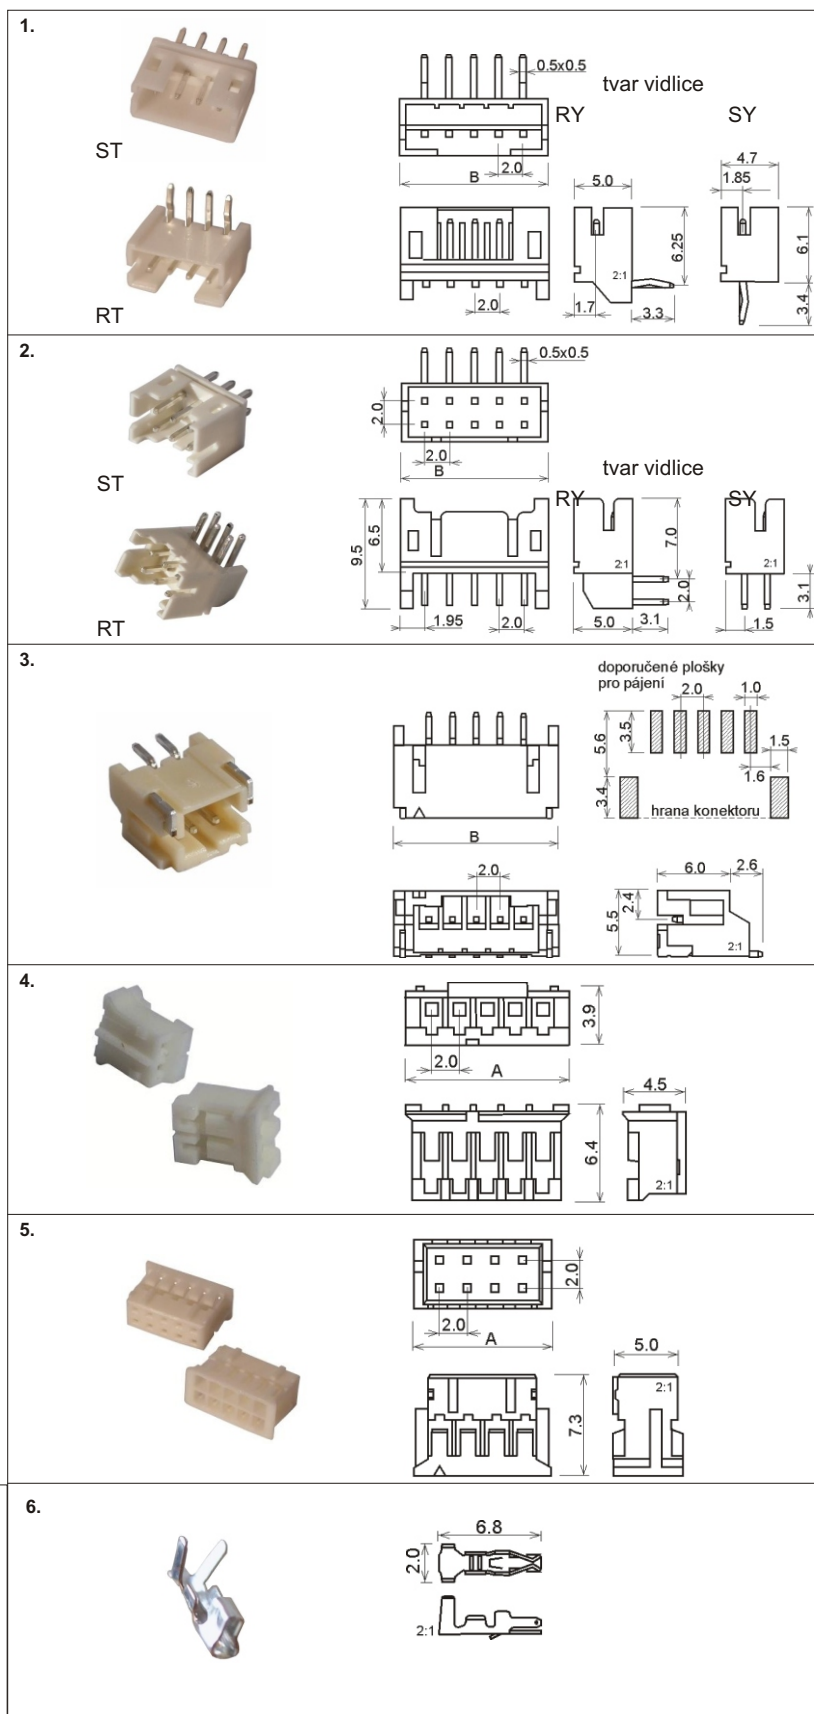 1.
ST
RT
0.5x0.5
2.0
B
2.0
tvar vidlice
RY
SY
5.0
6.25
2:1
1.7
3.3
4.7
1.85
6.1
3.4
2.
ST
RT
0.5x0.5
2.0
2.0
B
tvar vidlice
RY
SY
9.5
6.5
1.95
2.0
7.0
2:1
2.0
5.0
3.1
2:1
3.1
1.5
3.
doporučené plošky
pro pájení
2.0
1.0
5.6
3.5
1.5
1.6
3.4
hrana konektoru
B
2.0
6.0
2.6
5.5
2.4
2:1
4.
3.9
2.0
A
4.5
6.4
2:1
5.
2.0
2.0
A
5.0
2:1
7.3
6.
6.8
2.0
2:1